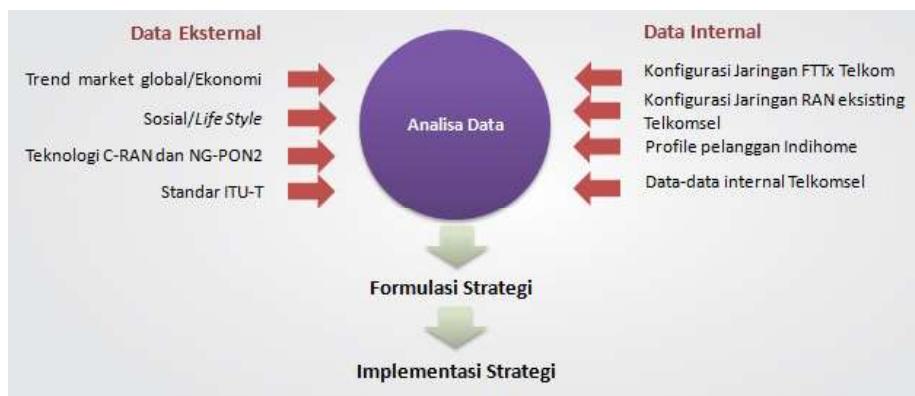 Data Eksternal
Trend market global/Ekonomi
Sosial/Life Style
Teknologi C-RAN dan NG-PON2
Standar ITU-T
Analisa Data
Data Internal
Konfigurasi Jaringan FTTx Telkom
Konfigurasi Jaringan RAN eksisting
Telkomsel
Profile pelanggan Indihome
Data-data internal Telkomsel
Formulasi Strategi
Implementasi Strategi